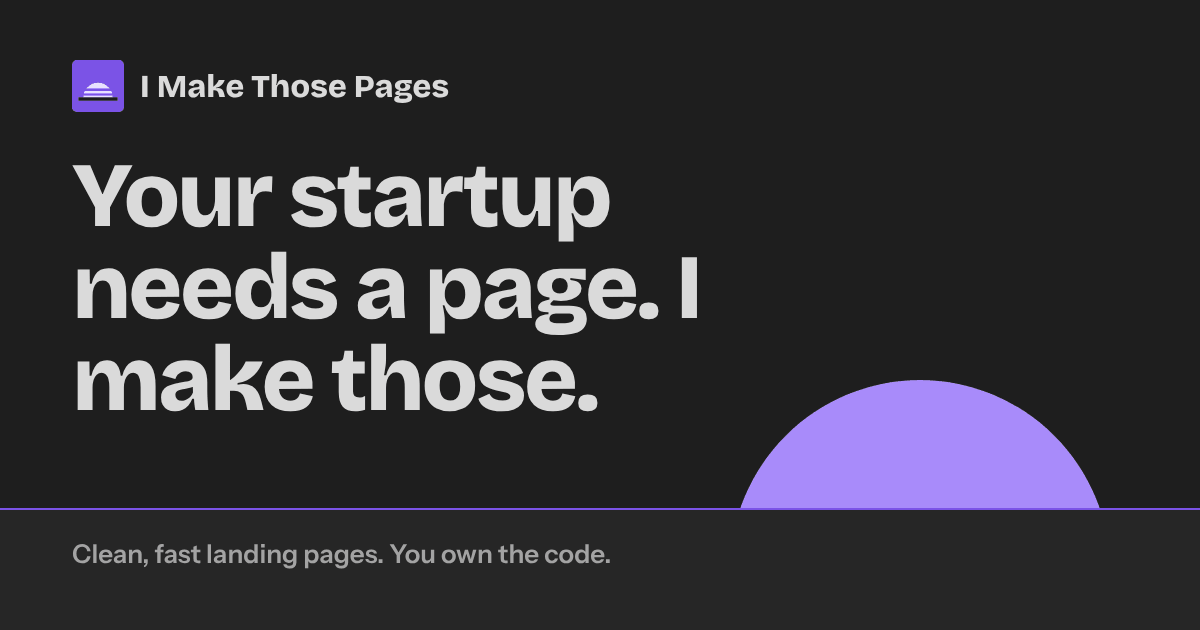 I Make Those Pages
Your startup
needs a page. I
make those.
Clean, fast landing pages. You own the code.